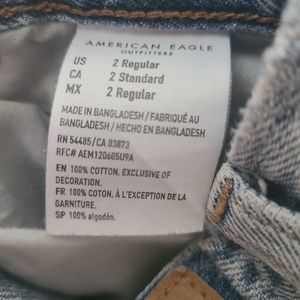 AMERICAN EAGLE
OUTFITTERS
US 2 Regular
CA 2 Standard
MX 2 Regular
MADE IN BANGLADESH / FABRIQUÉ AU
BANGLADESH / HECHO EN BANGLADESH
RN 54485/CA 03873
RFC# AEM120605U9A
EN 100% COTTON. EXCLUSIVE OF
DECORATION.
FR 100% COTON. À L'EXCEPTION DE LA
GARNITURE.
SP 100% algodón.